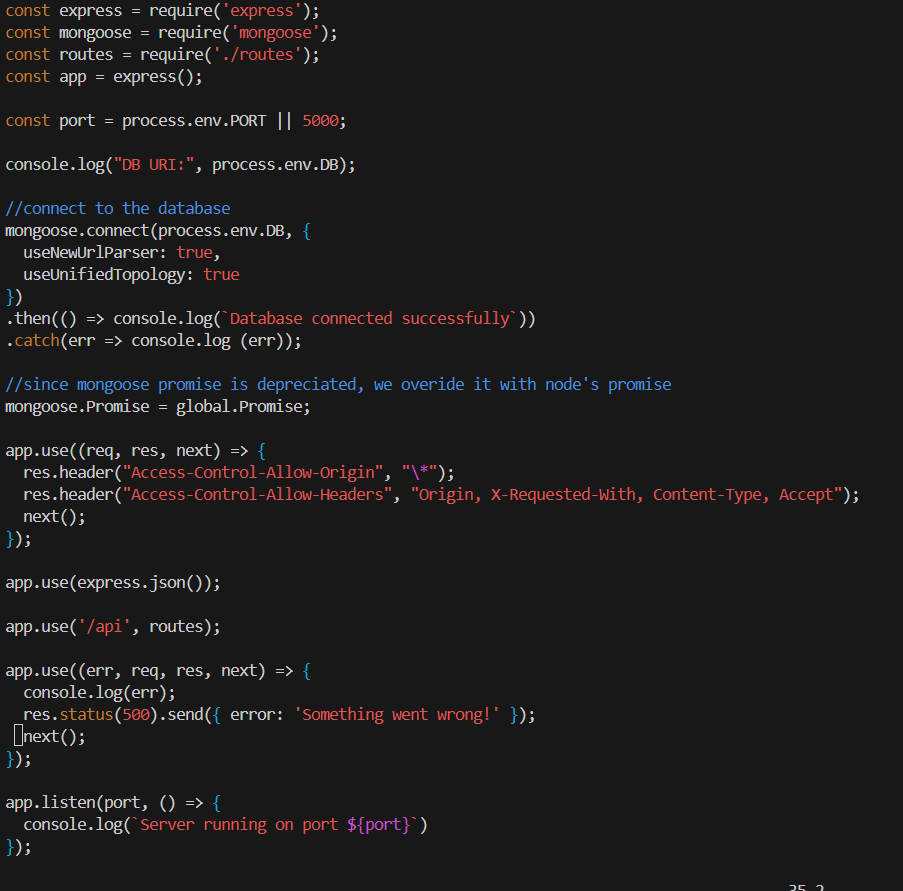 const express = require('express');
const mongoose = require('mongoose');
const routes = require('./routes');
const app = express();
const port = process.env.PORT || 5000;
console.log("DB URI:", process.env.DB);
//connect to the database
mongoose.connect(process.env.DB, {
  useNewUrlParser: true,
  useUnifiedTopology: true
})
.then(() => console.log(`Database connected successfully`))
.catch(err => console.log (err));
//since mongoose promise is depreciated, we overide it with node's promise
mongoose.Promise = global.Promise;
app.use((req, res, next) => {
  res.header("Access-Control-Allow-Origin", "\*");
  res.header("Access-Control-Allow-Headers", "Origin, X-Requested-With, Content-Type, Accept");
  next();
});
app.use(express.json());
app.use('/api', routes);
app.use((err, req, res, next) => {
  console.log(err);
  res.status(500).send({ error: 'Something went wrong!' });
  next();
});
app.listen(port, () => {
  console.log(`Server running on port ${port}`)
});
35,2